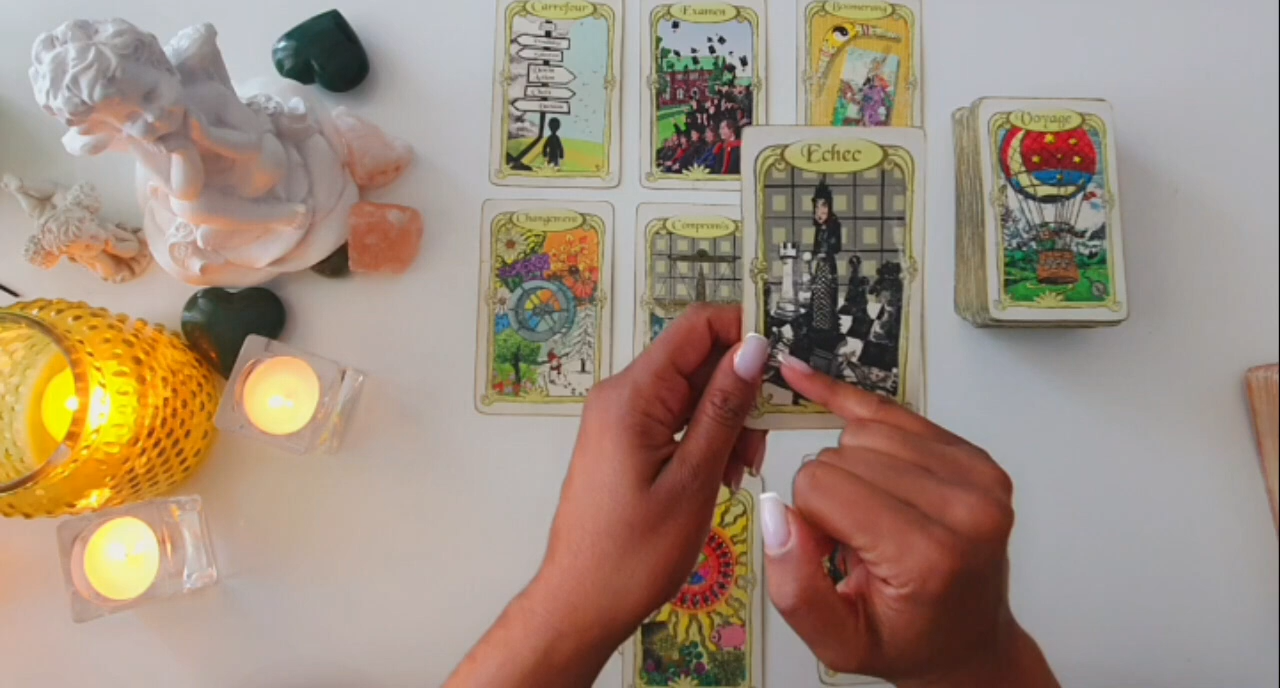 Carrefour
Examen
Boomerang
Echec
Voyage
Changement
Compromis